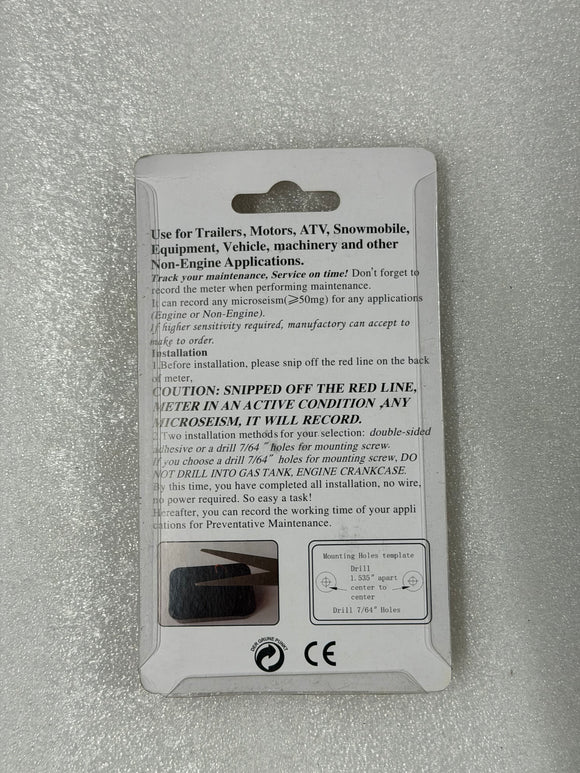 Use for Trailers, Motors, ATV, Snowmobile,
Equipment, Vehicle, machinery and other
Non-Engine Applications.
Track your maintenance, Service on time! Don't forget to
record the meter when performing maintenance.
It can record any microseism(⩾50mg) for any applications
(Engine or Non-Engine).
If higher sensitivity required, manufactory can accept to
make to order.
Installation
1.Before installation, please snip off the red line on the back
of meter,
COUTION: SNIPPED OFF THE RED LINE,
METER IN AN ACTIVE CONDITION ,ANY
MICROSEISM, IT WILL RECORD.
2.Two installation methods for your selection: double-sided
adhesive or a drill 7/64 ″ holes for mounting screw.
If you choose a drill 7/64″ holes for mounting screw, DO
NOT DRILL INTO GAS TANK, ENGINE CRANKCASE.
By this time, you have completed all installation, no wire,
no power required. So easy a task!
Hereafter, you can record the working time of your appli
cations for Preventative Maintenance.
Mounting Holes template
Drill
1.535″ apart
center to
center
Drill 7/64″ Holes
DER GRÜNE PUNKT
CE